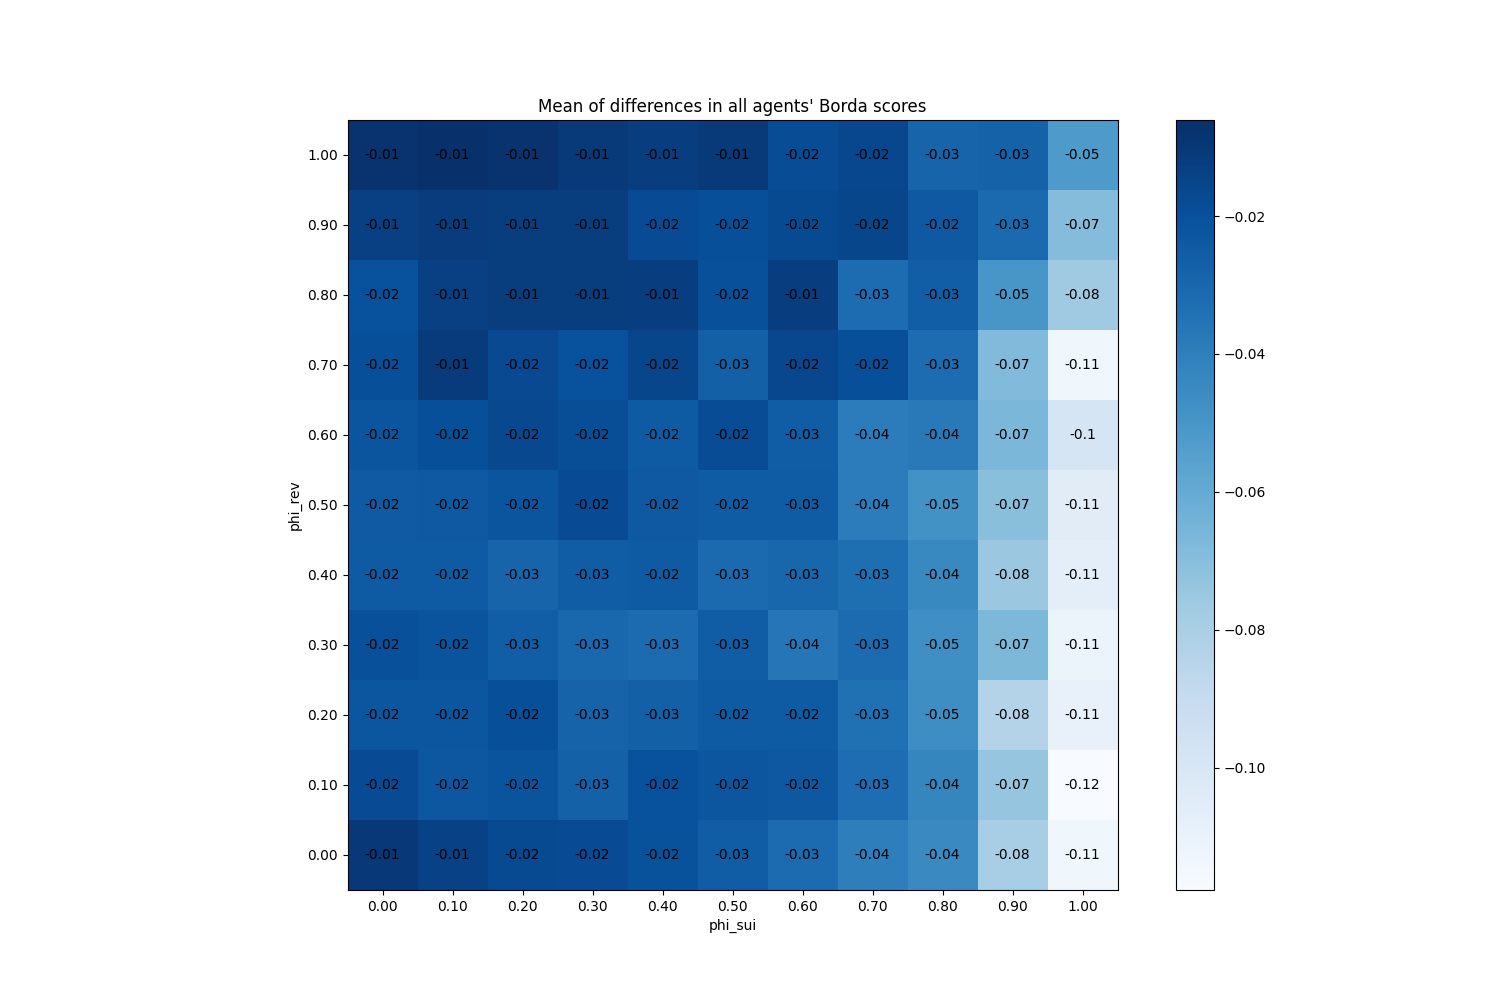 Mean of differences in all agents' Borda scores
1.00 -0.01 -0.01 -0.01 -0.01 -0.01 -0.01 -0.02 -0.02 -0.03 -0.03 -0.05
0.90 -0.01 -0.01 -0.01 -0.01 -0.02 -0.02 -0.02 -0.02 -0.02 -0.03 -0.07
0.80 -0.02 -0.01 -0.01 -0.01 -0.01 -0.02 -0.01 -0.03 -0.03 -0.05 -0.08
0.70 -0.02 -0.01 -0.02 -0.02 -0.02 -0.03 -0.02 -0.02 -0.03 -0.07 -0.11
0.60 -0.02 -0.02 -0.02 -0.02 -0.02 -0.02 -0.03 -0.04 -0.04 -0.07 -0.1
0.50 -0.02 -0.02 -0.02 -0.02 -0.02 -0.02 -0.03 -0.04 -0.05 -0.07 -0.11
0.40 -0.02 -0.02 -0.03 -0.03 -0.02 -0.03 -0.03 -0.03 -0.04 -0.08 -0.11
0.30 -0.02 -0.02 -0.03 -0.03 -0.03 -0.03 -0.04 -0.03 -0.05 -0.07 -0.11
0.20 -0.02 -0.02 -0.02 -0.03 -0.03 -0.02 -0.02 -0.03 -0.05 -0.08 -0.11
0.10 -0.02 -0.02 -0.02 -0.03 -0.02 -0.02 -0.02 -0.03 -0.04 -0.07 -0.12
0.00 -0.01 -0.01 -0.02 -0.02 -0.02 -0.03 -0.03 -0.04 -0.04 -0.08 -0.11
0.00 0.10 0.20 0.30 0.40 0.50 0.60 0.70 0.80 0.90 1.00
phi_sui
phi_rev
−0.02
−0.04
−0.06
−0.08
−0.10